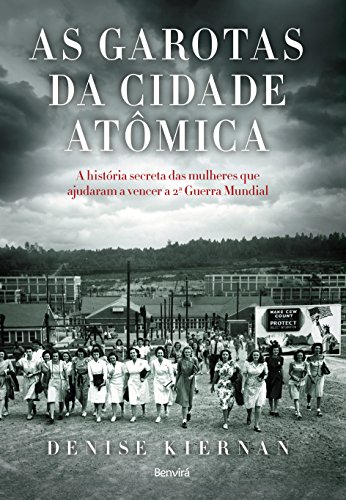 AS GAROTAS
DA CIDADE
ATÔMICA
A história secreta das mulheres que
ajudaram a vencer a 2ª Guerra Mundial
MAKE C.E.W.
COUNT
PROTECT
DENISE KIERNAN
Benvirá